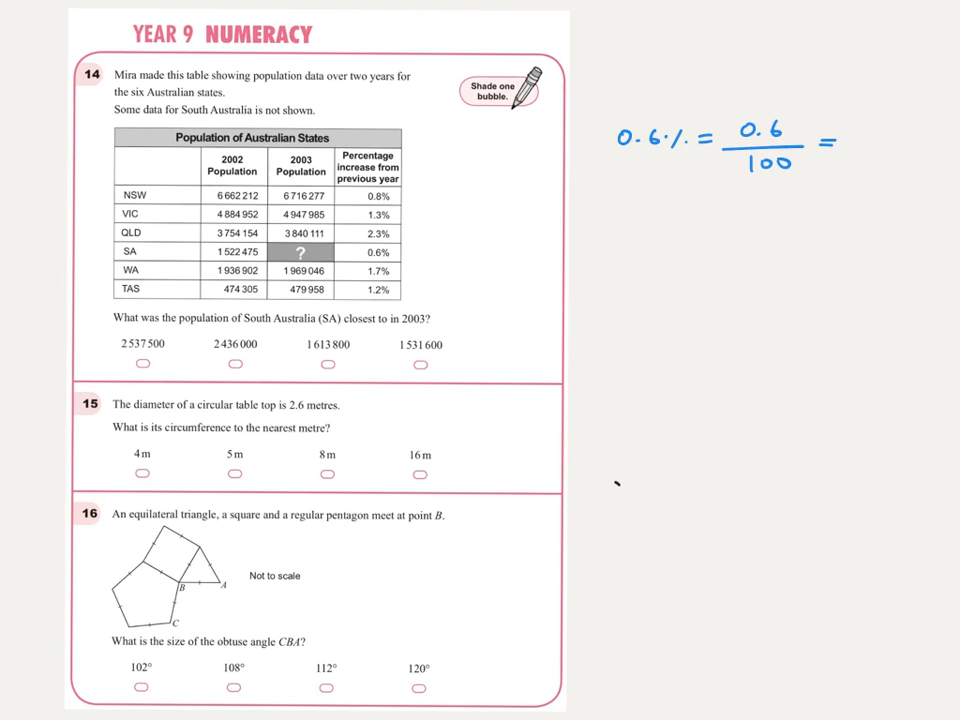 YEAR 9 NUMERACY
14 Mira made this table showing population data over two years for
the six Australian states.
Some data for South Australia is not shown.
Shade one
bubble.
Population of Australian States
2002 Population 2003 Population Percentage increase from previous year
NSW 6 662 212 6 716 277 0.8%
VIC 4 884 952 4 947 985 1.3%
QLD 3 754 154 3 840 111 2.3%
SA 1 522 475 ? 0.6%
WA 1 936 902 1 969 046 1.7%
TAS 474 305 479 958 1.2%
What was the population of South Australia (SA) closest to in 2003?
2 537 500 2 436 000 1 613 800 1 531 600
15 The diameter of a circular table top is 2.6 metres.
What is its circumference to the nearest metre?
4 m 5 m 8 m 16 m
16 An equilateral triangle, a square and a regular pentagon meet at point B.
B
A
C
Not to scale
What is the size of the obtuse angle CBA?
102° 108° 112° 120°
0.6% = 0.6/100 =